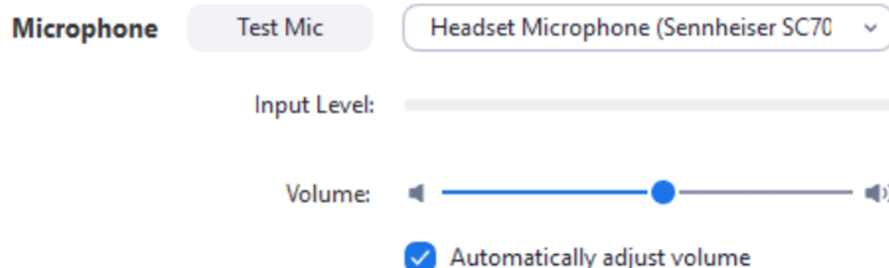 Microphone Test Mic Headset Microphone (Sennheiser SC70
Input Level:
Volume:
Automatically adjust volume